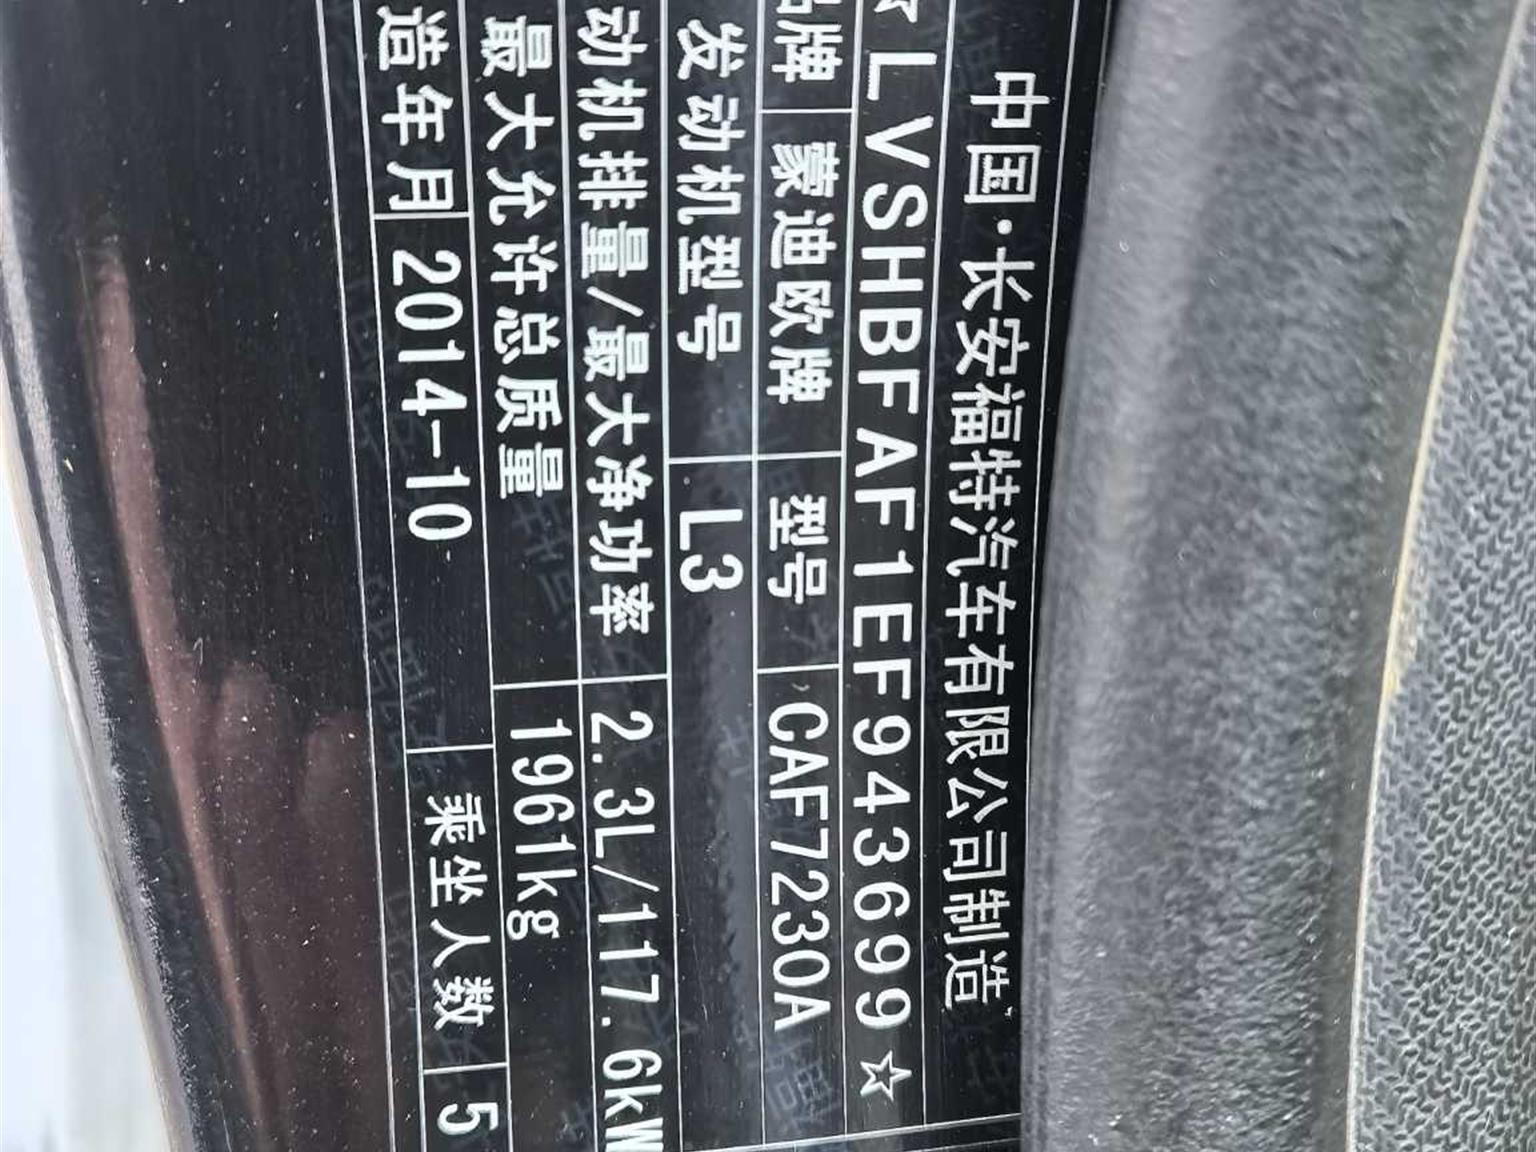 中国·长安福特汽车有限公司制造
☆LVSHBFAF1EF943699☆
品牌 蒙迪欧牌 型号 CAF7230A
发动机型号 L3
动机排量/最大净功率 2.3L/117.6kW
最大允许总质量 1961kg
造年月 2014-10 乘坐人数 5